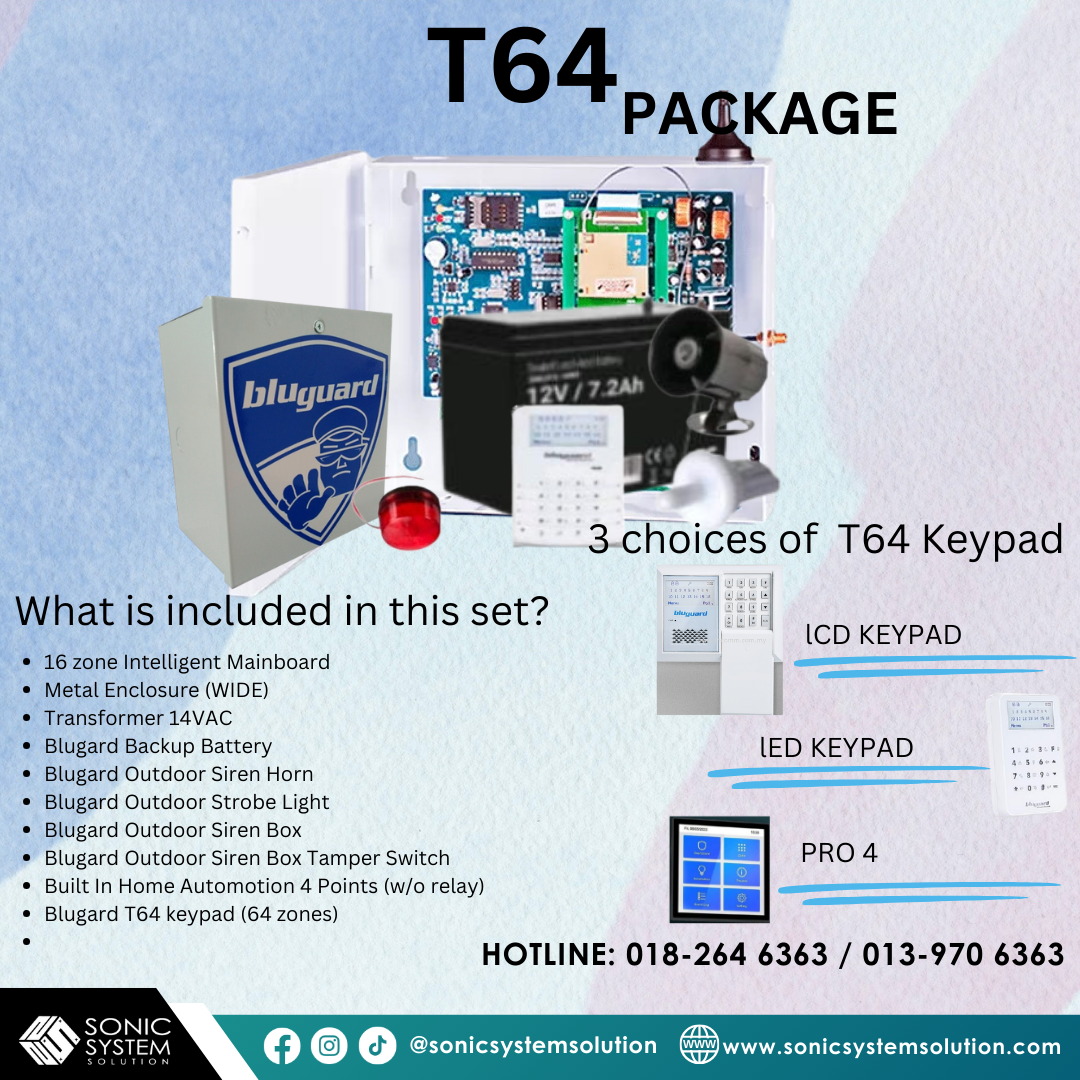 T64
PACKAGE
bluguard
12V / 7.2Ah
3 choices of T64 Keypad
What is included in this set?
• 16 zone Intelligent Mainboard
• Metal Enclosure (WIDE)
• Transformer 14VAC
• Blugard Backup Battery
• Blugard Outdoor Siren Horn
• Blugard Outdoor Strobe Light
• Blugard Outdoor Siren Box
• Blugard Outdoor Siren Box Tamper Switch
• Built In Home Automotion 4 Points (w/o relay)
• Blugard T64 keypad (64 zones)
•
bluguard
lCD KEYPAD
lED KEYPAD
bluguard
PRO 4
HOTLINE: 018-264 6363 / 013-970 6363
SONIC
SYSTEM
SOLUTION
@sonicsystemsolution
www.sonicsystemsolution.com